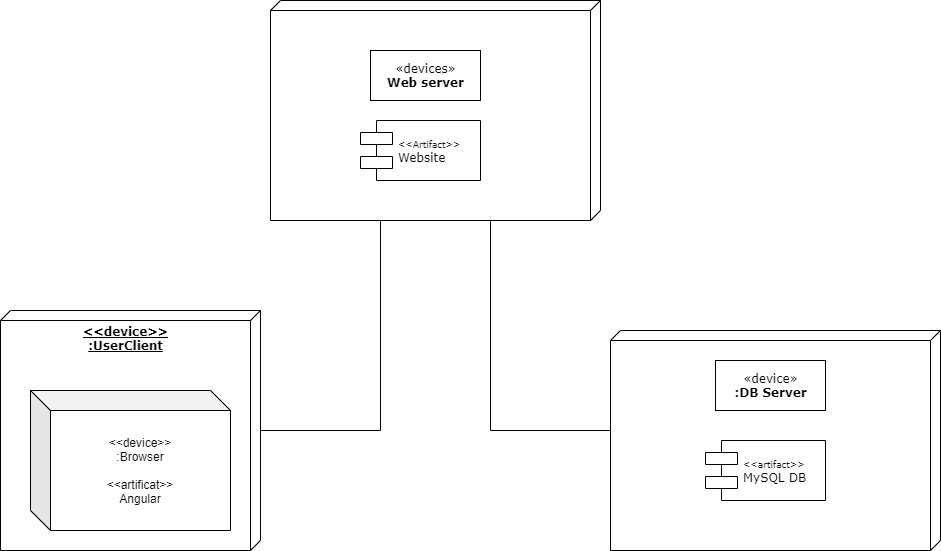 «devices»
Web server
<<Artifact>>
Website
<<device>>
:UserClient
<<device>>
:Browser
<<artificat>>
Angular
«device»
:DB Server
<<artifact>>
MySQL DB